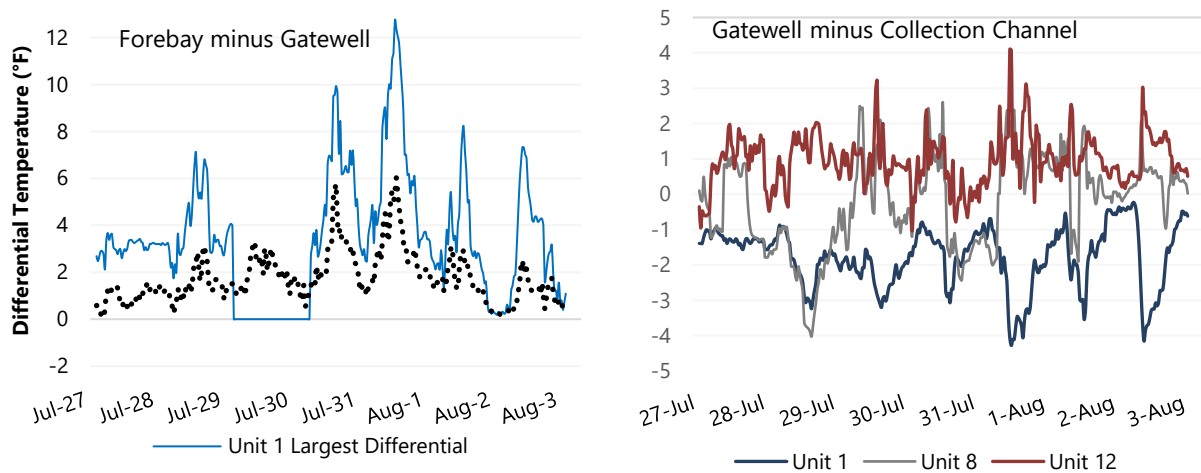 Forebay minus Gatewell
Differential Temperature (°F)
12
10
8
6
4
2
0
-2
Jul-27
Jul-28
Jul-29
Jul-30
Jul-31
Aug-1
Aug-2
Aug-3
Unit 1 Largest Differential
Gatewell minus Collection Channel
5
4
3
2
1
0
-1
-2
-3
-4
-5
27-Jul
28-Jul
29-Jul
30-Jul
31-Jul
1-Aug
2-Aug
3-Aug
Unit 1
Unit 8
Unit 12